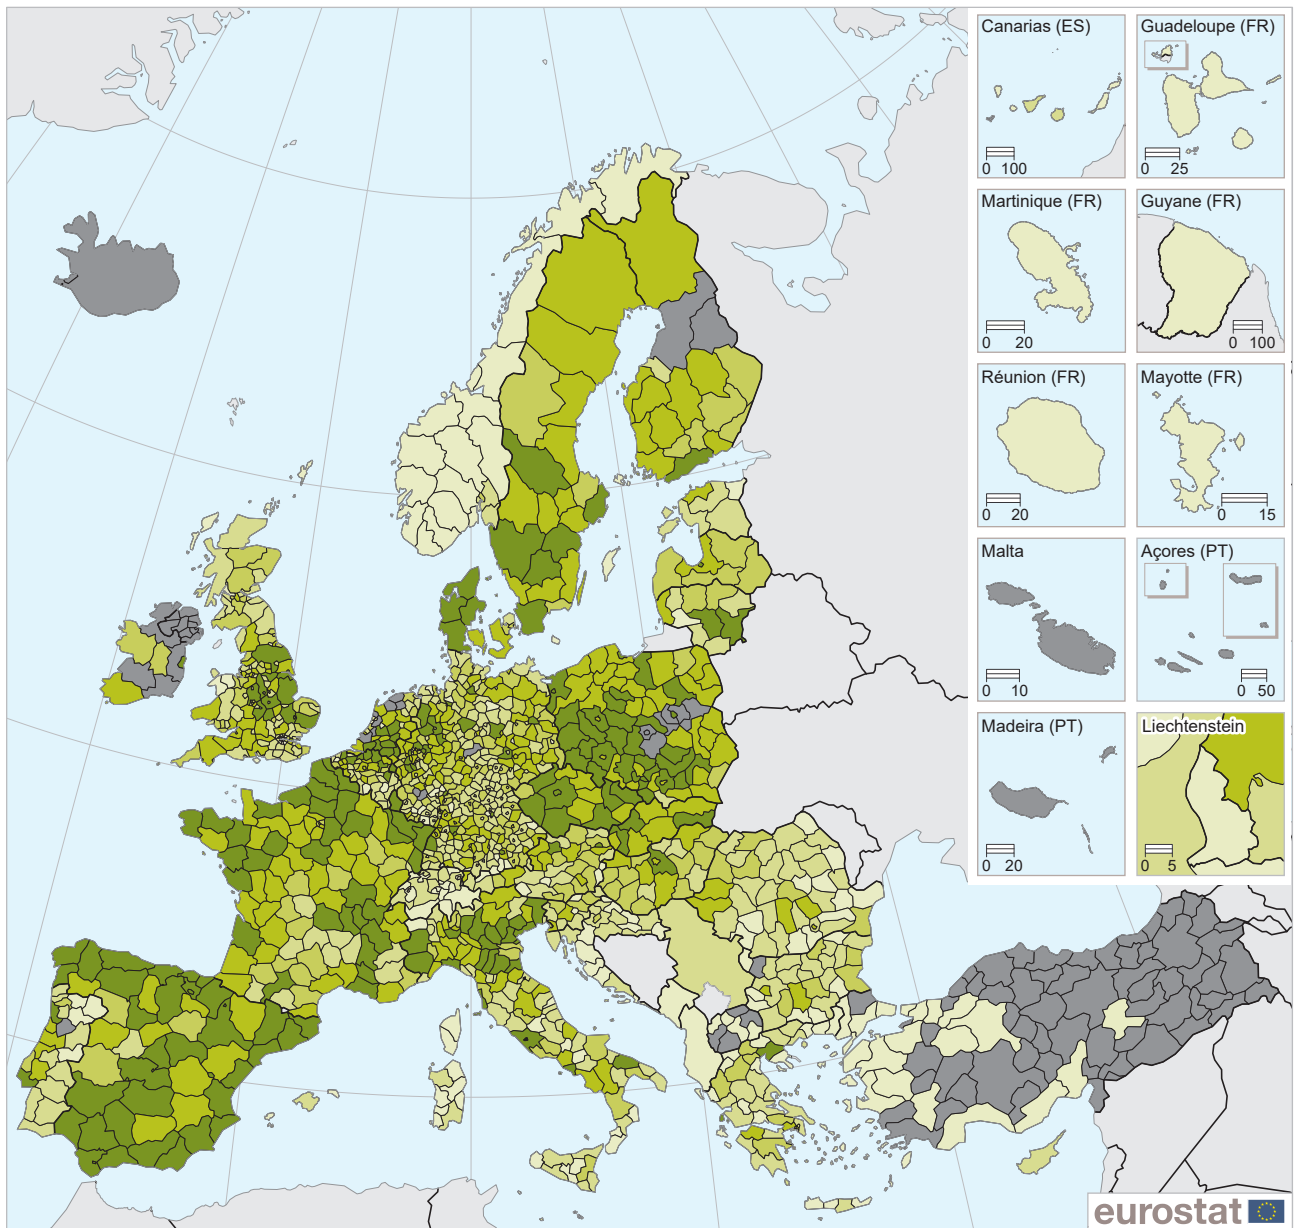 Canarias (ES)
0 100
Guadeloupe (FR)
0 25
Martinique (FR)
0 20
Guyane (FR)
0 100
Réunion (FR)
0 20
Mayotte (FR)
0 15
Malta
0 10
Açores (PT)
0 50
Madeira (PT)
0 20
Liechtenstein
0 5
eurostat